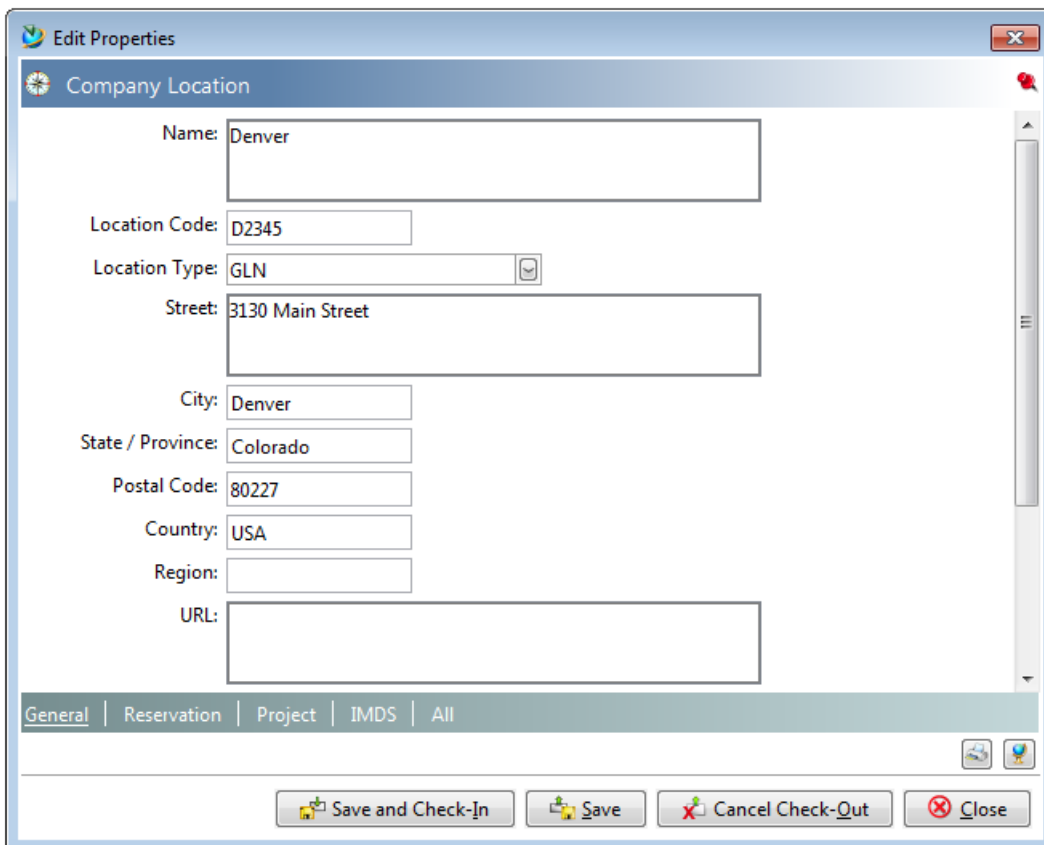 Edit Properties
Company Location
Name: Denver
Location Code: D2345
Location Type: GLN
Street: 3130 Main Street
City: Denver
State / Province: Colorado
Postal Code: 80227
Country: USA
Region:
URL:
General | Reservation | Project | IMDS | All
Save and Check-In Save Cancel Check-Out Close